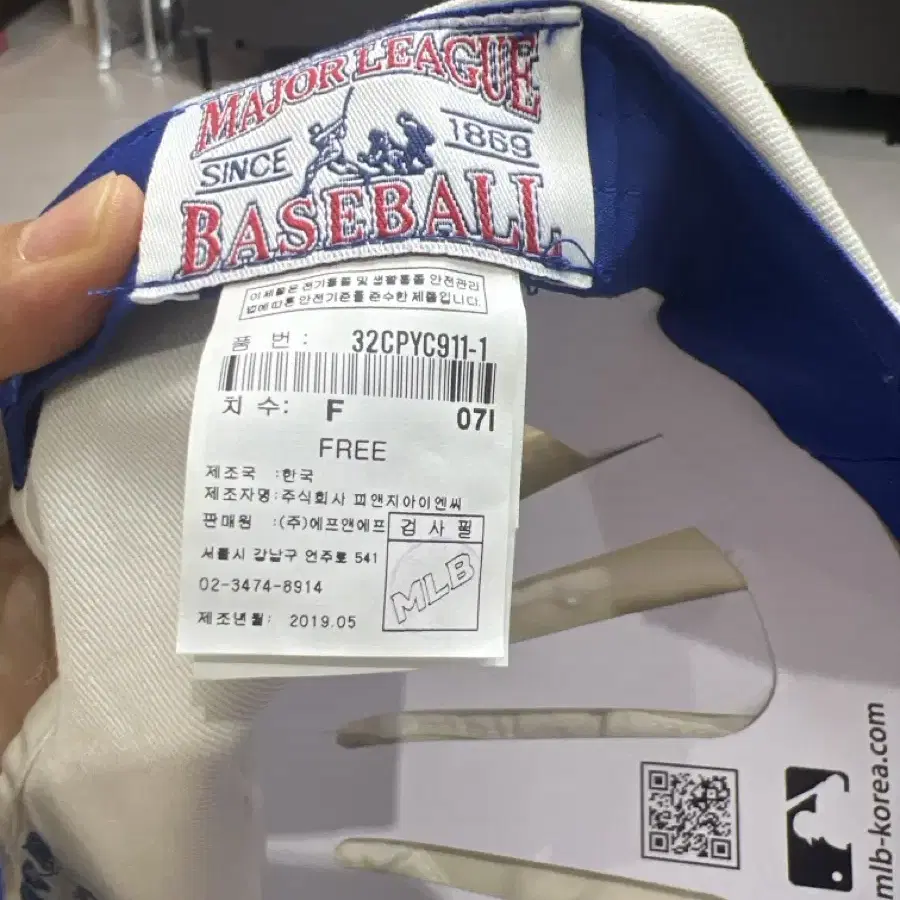 MAJOR LEAGUE
SINCE 1869
BASEBALL
이제품은 전기용품 및 생활용품 안전관리
법에따른 안전기준을 준수한 제품입니다.
품 번 : 32CPYC911-1
치 수: F 07I
FREE
제조국 :한국
제조자명:주식회사 피앤지아이엔씨
판매원 :(주)에프앤에프
검 사 필
MLB
서울시 강남구 언주로 541
02-3474-8914
제조년월: 2019.05
mlb-korea.com